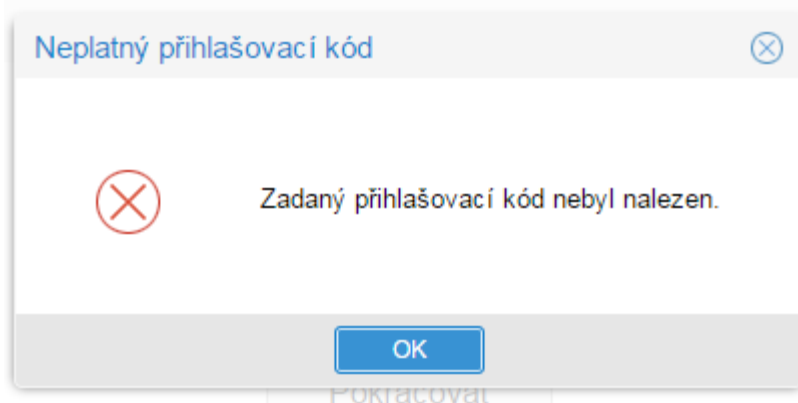 Neplatný přihlašovací kód
Zadaný přihlašovací kód nebyl nalezen.
OK
Pokračovat